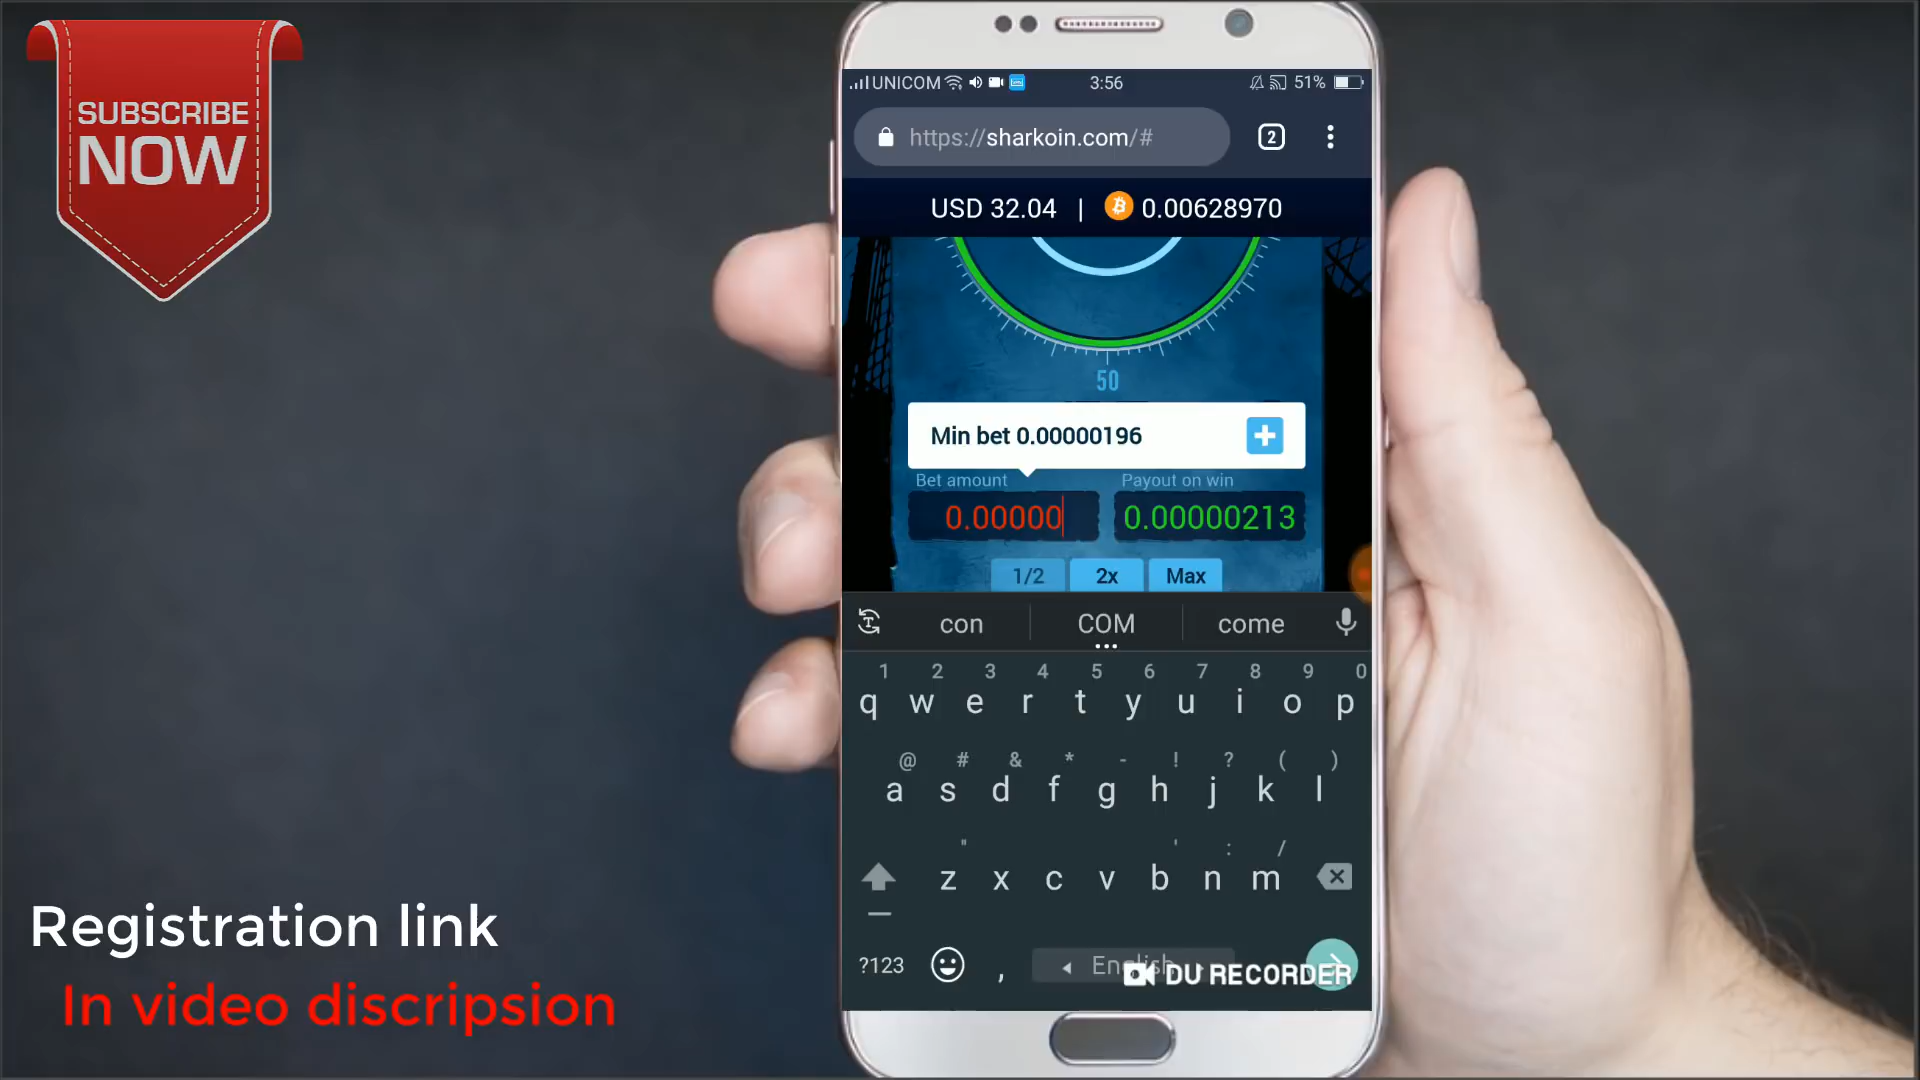 SUBSCRIBE
NOW
UNICOM 3:56 51%
https://sharkoin.com/# 2
USD 32.04 | 0.00628970
50
Min bet 0.00000196 +
Bet amount Payout on win
0.00000 0.00000213
1/2 2x Max
con COM come
1 2 3 4 5 6 7 8 9 0
q w e r t y u i o p
@ # & * - ! ? ( )
a s d f g h j k l
" ' : /
z x c v b n m
?123 , English
DU RECORDER
Registration link
In video discripsion